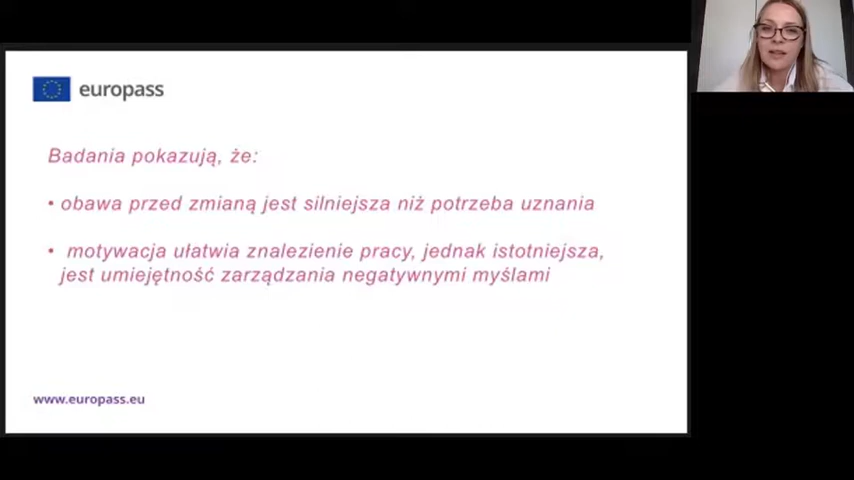 europass
Badania pokazują, że:
• obawa przed zmianą jest silniejsza niż potrzeba uznania
• motywacja ułatwia znalezienie pracy, jednak istotniejsza,
jest umiejętność zarządzania negatywnymi myślami
www.europass.eu